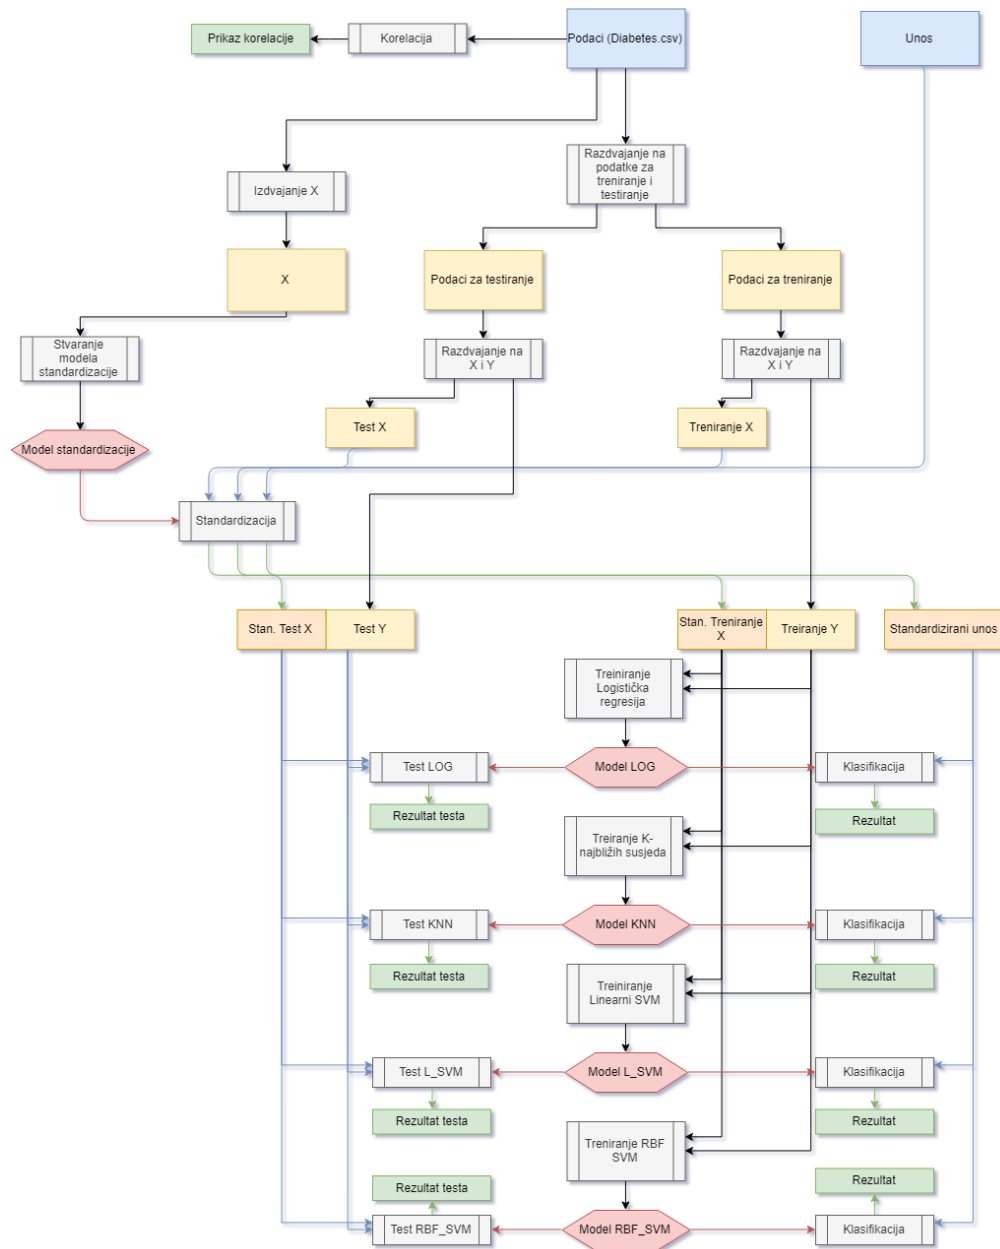 Prikaz korelacije
Korelacija
Podaci (Diabetes.csv)
Unos
Razdvajanje na
podatke za
treniranje i
testiranje
Izdvajanje X
X
Podaci za testiranje
Podaci za treniranje
Stvaranje
modela
standardizacije
Razdvajanje na
X i Y
Razdvajanje na
X i Y
Test X
Treniranje X
Model standardizacije
Standardizacija
Stan. Test X
Test Y
Stan. Treniranje
X
Treiranje Y
Standardizirani unos
Treiniranje
Logistička
regresija
Test LOG
Model LOG
Klasifikacija
Rezultat testa
Rezultat
Treiranje K-
najbližih susjeda
Test KNN
Model KNN
Klasifikacija
Rezultat testa
Rezultat
Treiniranje
Linearni SVM
Test L_SVM
Model L_SVM
Klasifikacija
Rezultat testa
Rezultat
Treniranje RBF
SVM
Rezultat testa
Rezultat
Test RBF_SVM
Model RBF_SVM
Klasifikacija